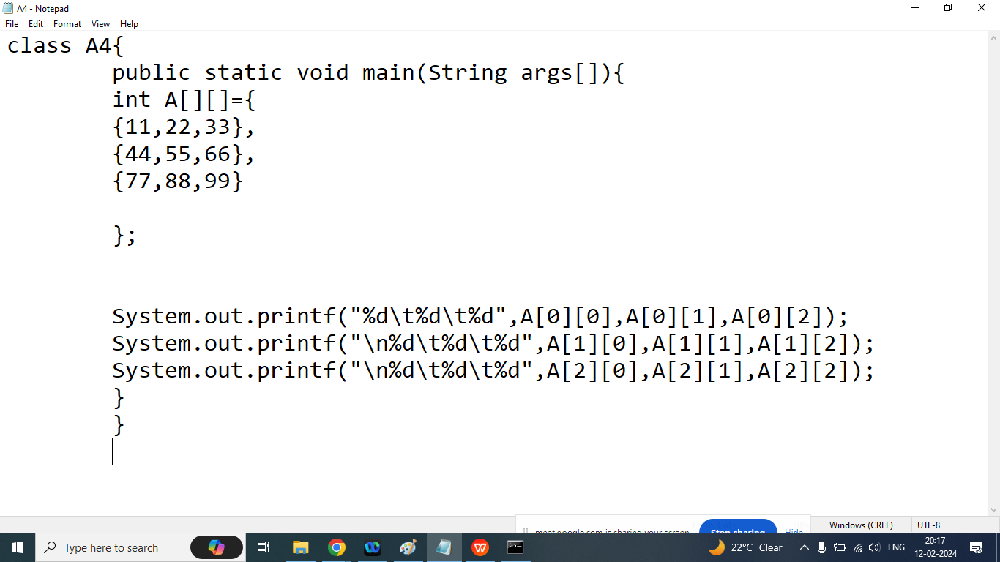 A4 - Notepad
File Edit Format View Help
class A4{
public static void main(String args[]){
int A[][]={
{11,22,33},
{44,55,66},
{77,88,99}
};
System.out.printf("%d\t%d\t%d",A[0][0],A[0][1],A[0][2]);
System.out.printf("\n%d\t%d\t%d",A[1][0],A[1][1],A[1][2]);
System.out.printf("\n%d\t%d\t%d",A[2][0],A[2][1],A[2][2]);
}
}
meet.google.com is sharing your screen. Stop sharing Hide
Windows (CRLF) UTF-8
Type here to search
22°C Clear
ENG
20:17
12-02-2024